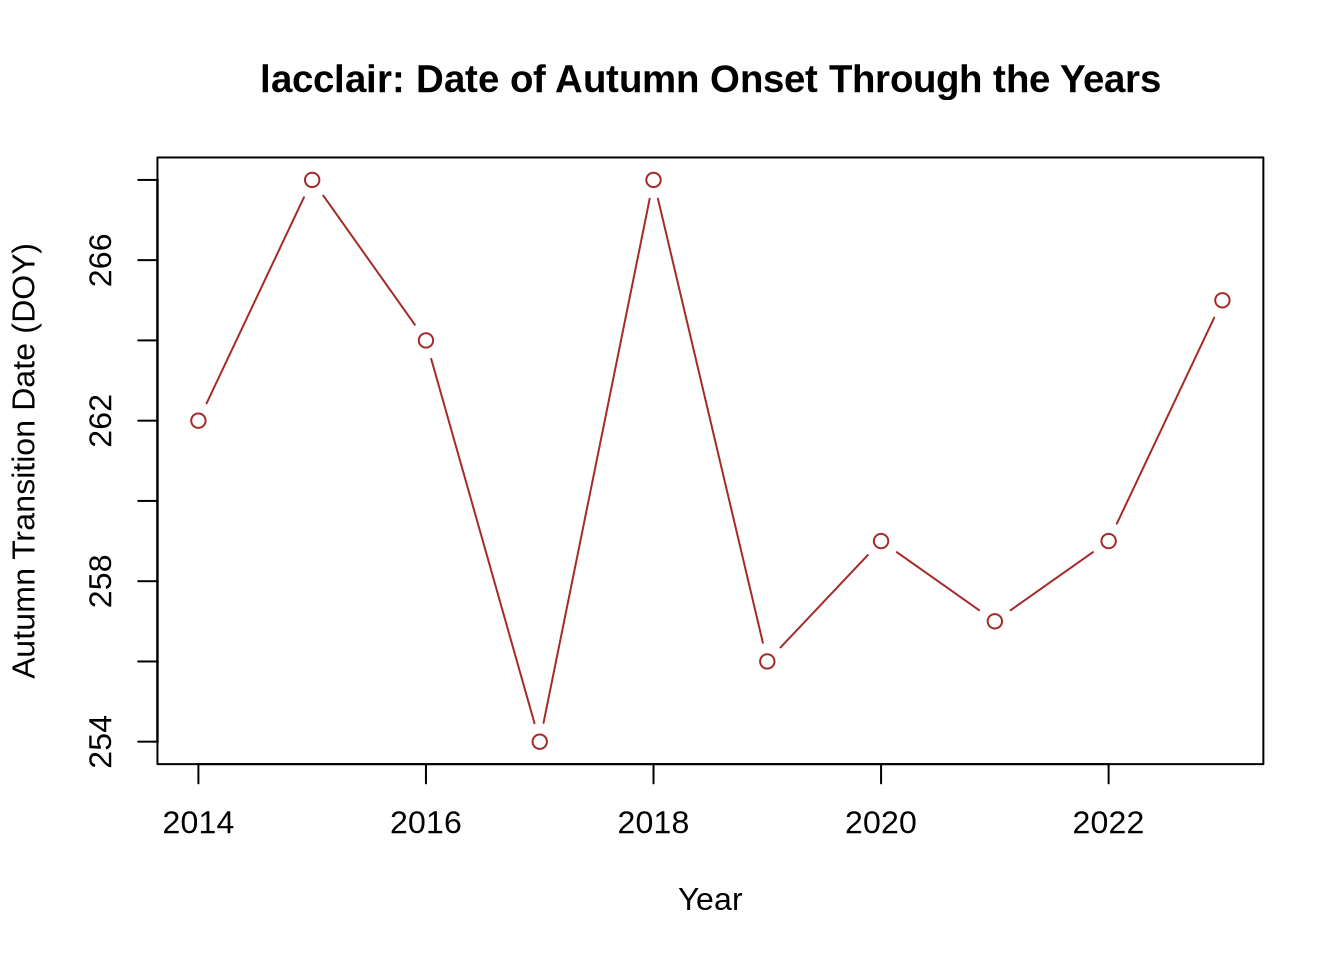 lacclair: Date of Autumn Onset Through the Years
Autumn Transition Date (DOY)
266
262
258
254
2014 2016 2018 2020 2022
Year